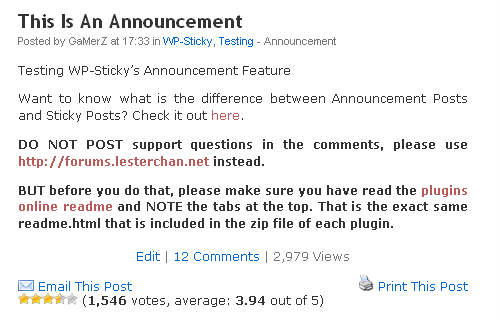 This Is An Announcement
Posted by GaMerZ at 17:33 in WP-Sticky, Testing - Announcement
Testing WP-Sticky's Announcement Feature
Want to know what is the difference between Announcement Posts
and Sticky Posts? Check it out here.
DO NOT POST support questions in the comments, please use
http://forums.lesterchan.net instead.
BUT before you do that, please make sure you have read the plugins
online readme and NOTE the tabs at the top. That is the exact same
readme.html that is included in the zip file of each plugin.
Edit | 12 Comments | 2,979 Views
Email This Post Print This Post
(1,546 votes, average: 3.94 out of 5)